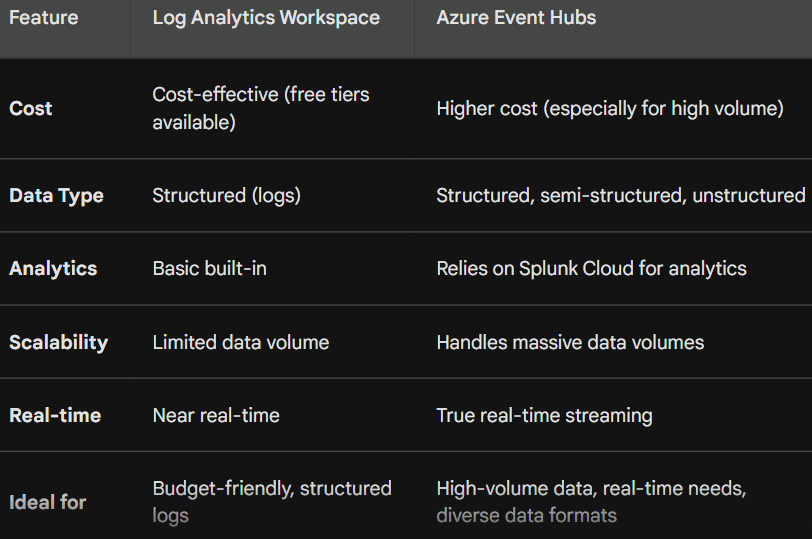 Feature Log Analytics Workspace Azure Event Hubs
Cost Cost-effective (free tiers available) Higher cost (especially for high volume)
Data Type Structured (logs) Structured, semi-structured, unstructured
Analytics Basic built-in Relies on Splunk Cloud for analytics
Scalability Limited data volume Handles massive data volumes
Real-time Near real-time True real-time streaming
Ideal for Budget-friendly, structured logs High-volume data, real-time needs, diverse data formats